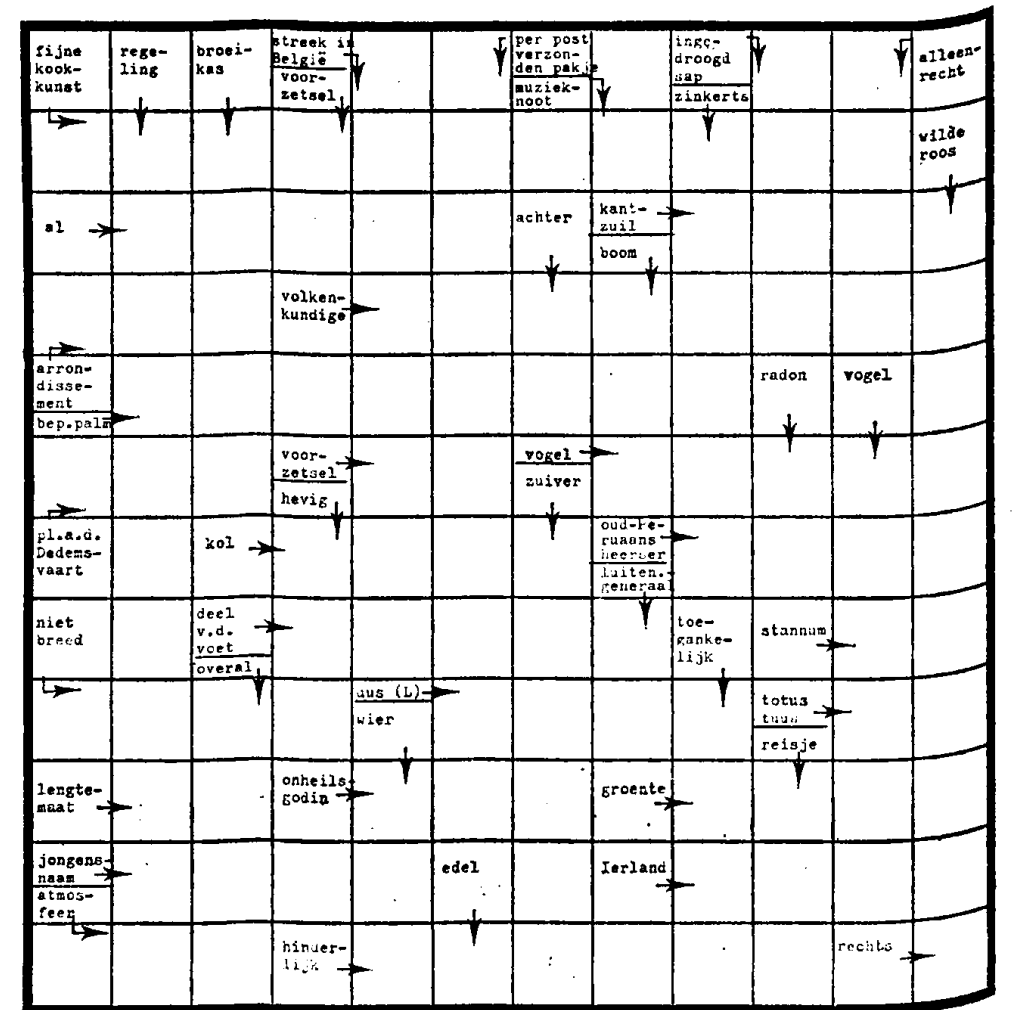 fijne
kook-
kunst
rege-
ling
broei-
kas
streek in
België
voor-
zetsel
per post
verzon-
den pakje
muziek-
noot
inge-
droogd
sap
zinkerts
alleen-
recht
wilde
roos
al
achter
kant-
zuil
boom
volken-
kundige
arron-
disse-
ment
bep.palm
radon
vogel
voor-
zetsel
hevig
vogel
zuiver
pl.a.d.
Dedems-
vaart
kol
oud-Pe-
ruaans
heerser
luiten.
generaal
niet
breed
deel
v.d.
voet
overal
toe-
ganke-
lijk
stannum
aus (L)
wier
totus
tuus
reisje
lengte-
maat
onheils-
godin
groente
jongens-
naam
atmos-
feer
edel
Ierland
hinder-
lijk
rechts